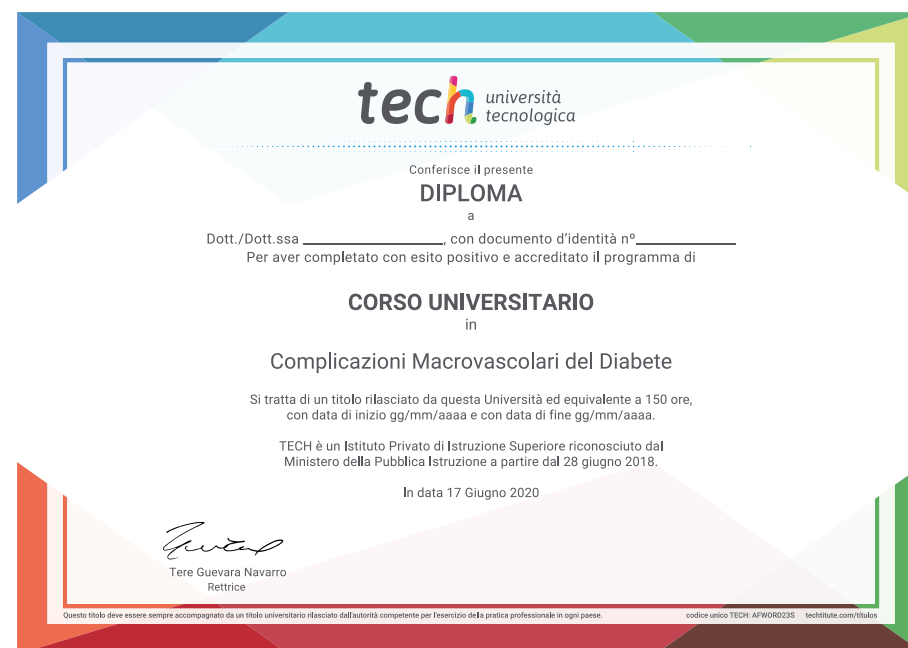 tech università
tecnologica
Conferisce il presente
DIPLOMA
a
Dott./Dott.ssa ____________________, con documento d'identità nº______________
Per aver completato con esito positivo e accreditato il programma di
CORSO UNIVERSITARIO
in
Complicazioni Macrovascolari del Diabete
Si tratta di un titolo rilasciato da questa Università ed equivalente a 150 ore,
con data di inizio gg/mm/aaaa e con data di fine gg/mm/aaaa.
TECH è un Istituto Privato di Istruzione Superiore riconosciuto dal
Ministero della Pubblica Istruzione a partire dal 28 giugno 2018.
In data 17 Giugno 2020
Tere Guevara Navarro
Rettrice
Questo titolo deve essere sempre accompagnato da un titolo universitario rilasciato dall'autorità competente per l'esercizio della pratica professionale in ogni paese. codice unico TECH: AFWORD23S techtitute.com/titulos